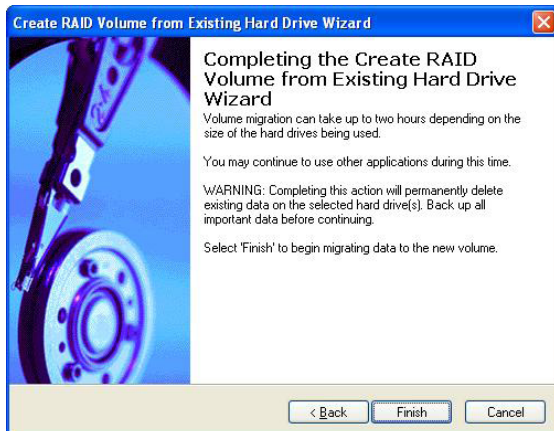 Create RAID Volume from Existing Hard Drive Wizard
Completing the Create RAID
Volume from Existing Hard Drive
Wizard
Volume migration can take up to two hours depending on the
size of the hard drives being used.
You may continue to use other applications during this time.
WARNING: Completing this action will permanently delete
existing data on the selected hard drive(s). Back up all
important data before continuing.
Select 'Finish' to begin migrating data to the new volume.
< Back
Finish
Cancel